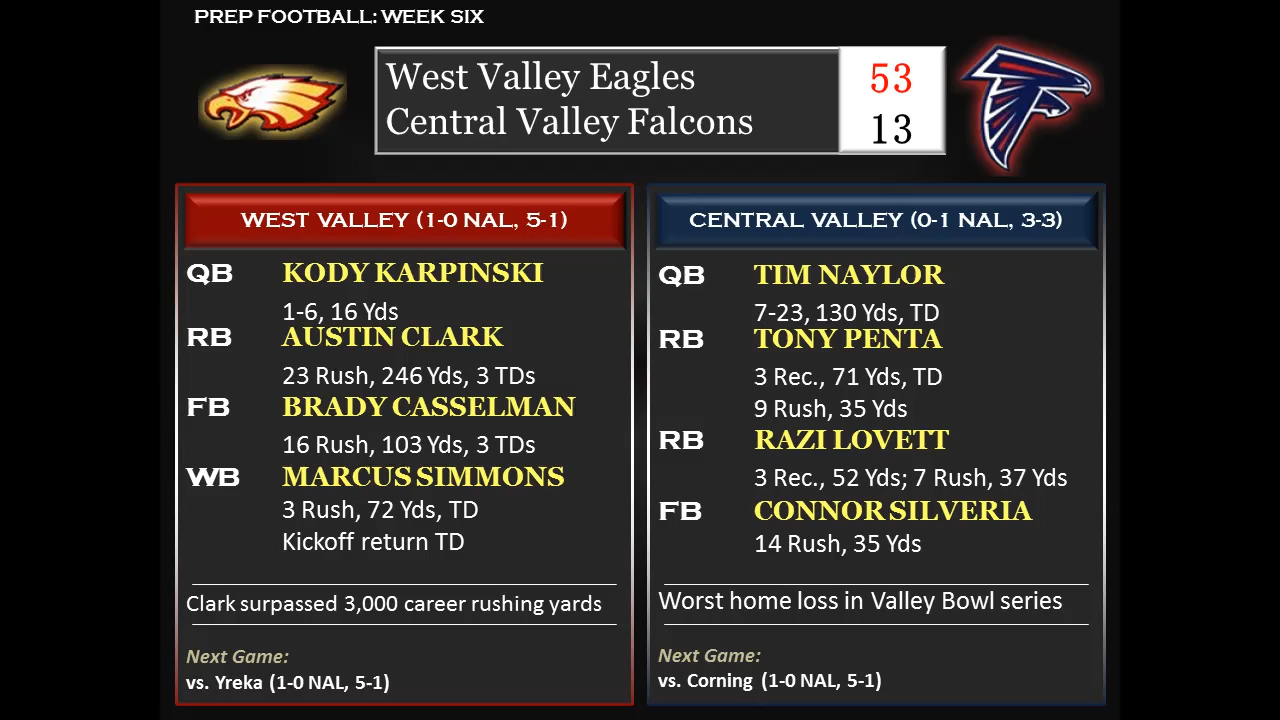 PREP FOOTBALL: WEEK SIX
West Valley Eagles 53
Central Valley Falcons 13
WEST VALLEY (1-0 NAL, 5-1)
QB KODY KARPINSKI
1-6, 16 Yds
RB AUSTIN CLARK
23 Rush, 246 Yds, 3 TDs
FB BRADY CASSELMAN
16 Rush, 103 Yds, 3 TDs
WB MARCUS SIMMONS
3 Rush, 72 Yds, TD
Kickoff return TD
Clark surpassed 3,000 career rushing yards
Next Game:
vs. Yreka (1-0 NAL, 5-1)
CENTRAL VALLEY (0-1 NAL, 3-3)
QB TIM NAYLOR
7-23, 130 Yds, TD
RB TONY PENTA
3 Rec., 71 Yds, TD
9 Rush, 35 Yds
RB RAZI LOVETT
3 Rec., 52 Yds; 7 Rush, 37 Yds
FB CONNOR SILVERIA
14 Rush, 35 Yds
Worst home loss in Valley Bowl series
Next Game:
vs. Corning (1-0 NAL, 5-1)